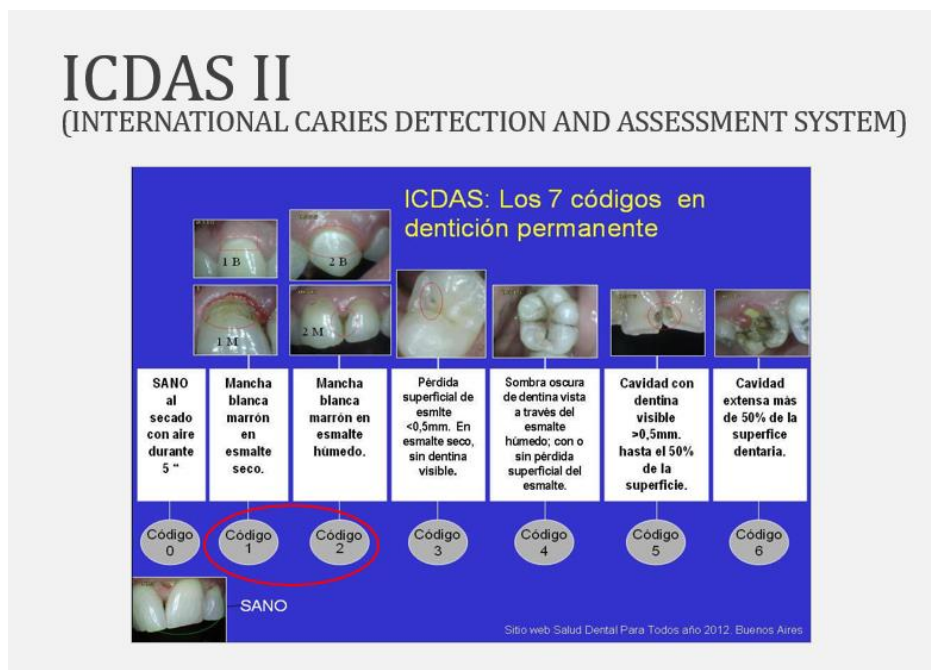 ICDAS II
(INTERNATIONAL CARIES DETECTION AND ASSESSMENT SYSTEM)
ICDAS: Los 7 códigos en
dentición permanente
1 B
2 B
1 M
2 M
SANO
al
secado
con aire
durante
5 “
Mancha
blanca
marrón
en
esmalte
seco.
Mancha
blanca
marrón en
esmalte
húmedo.
Pérdida
superficial de
esmlte
<0,5mm. En
esmalte seco,
sin dentina
visible.
Sombra oscura
de dentina vista
a través del
esmalte
húmedo; con o
sin pérdida
superficial del
esmalte.
Cavidad con
dentina
visible
>0,5mm.
hasta el 50%
de la
superficie.
Cavidad
extensa más
de 50% de la
superfice
dentaria.
Código
0
Código
1
Código
2
Código
3
Código
4
Código
5
Código
6
SANO
Sitio web Salud Dental Para Todos año 2012. Buenos Aires